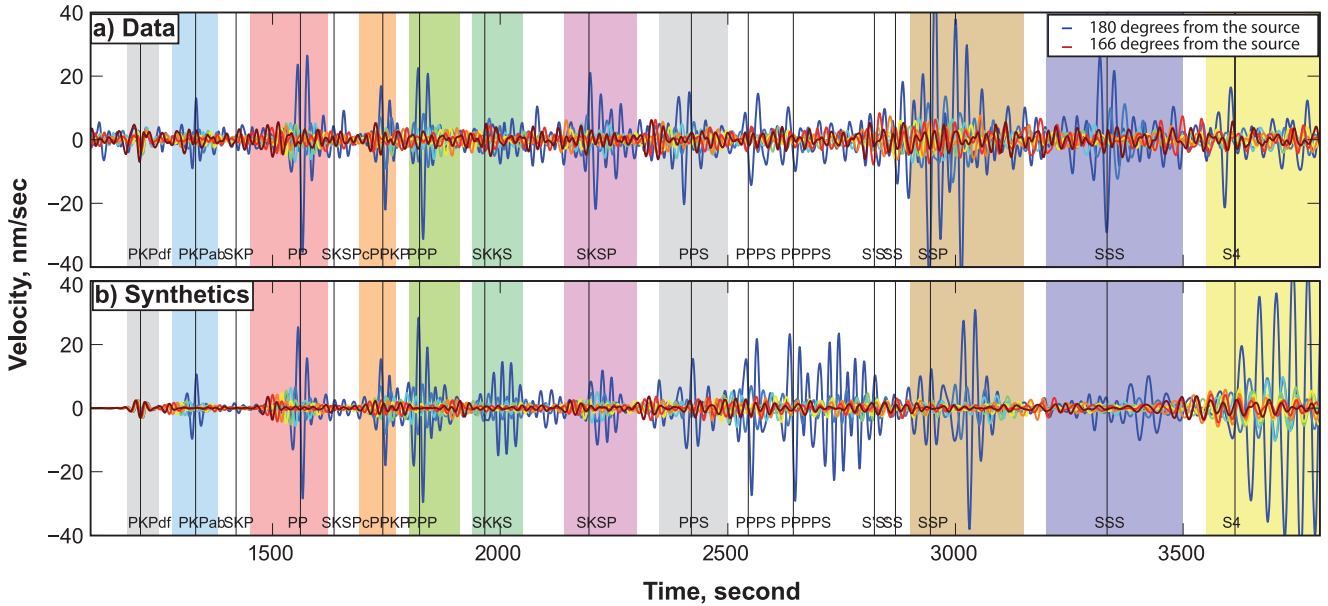 40
a) Data
180 degrees from the source
166 degrees from the source
20
0
−20
−40
PKPdf PKPab SKP PP SKSP cPPKP PPP SKKS SKSP PPS PPPS PPPPS S'S' SS SSP SSS S4
40
b) Synthetics
20
0
−20
−40
PKPdf PKPab SKP PP SKSP cPPKP PPP SKKS SKSP PPS PPPS PPPPS S'S' SS SSP SSS S4
1500 2000 2500 3000 3500
Velocity, nm/sec
Time, second